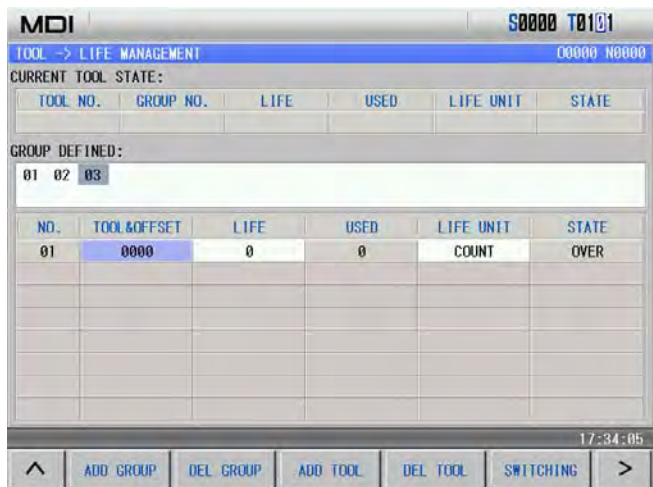 MDI S0000 T0101
TOOL -> LIFE MANAGEMENT O0000 N0000
CURRENT TOOL STATE:
TOOL NO. GROUP NO. LIFE USED LIFE UNIT STATE
GROUP DEFINED:
01 02 03
NO. TOOL&OFFSET LIFE USED LIFE UNIT STATE
01 0000 0 0 COUNT OVER
17:34:05
^ ADD GROUP DEL GROUP ADD TOOL DEL TOOL SWITCHING >